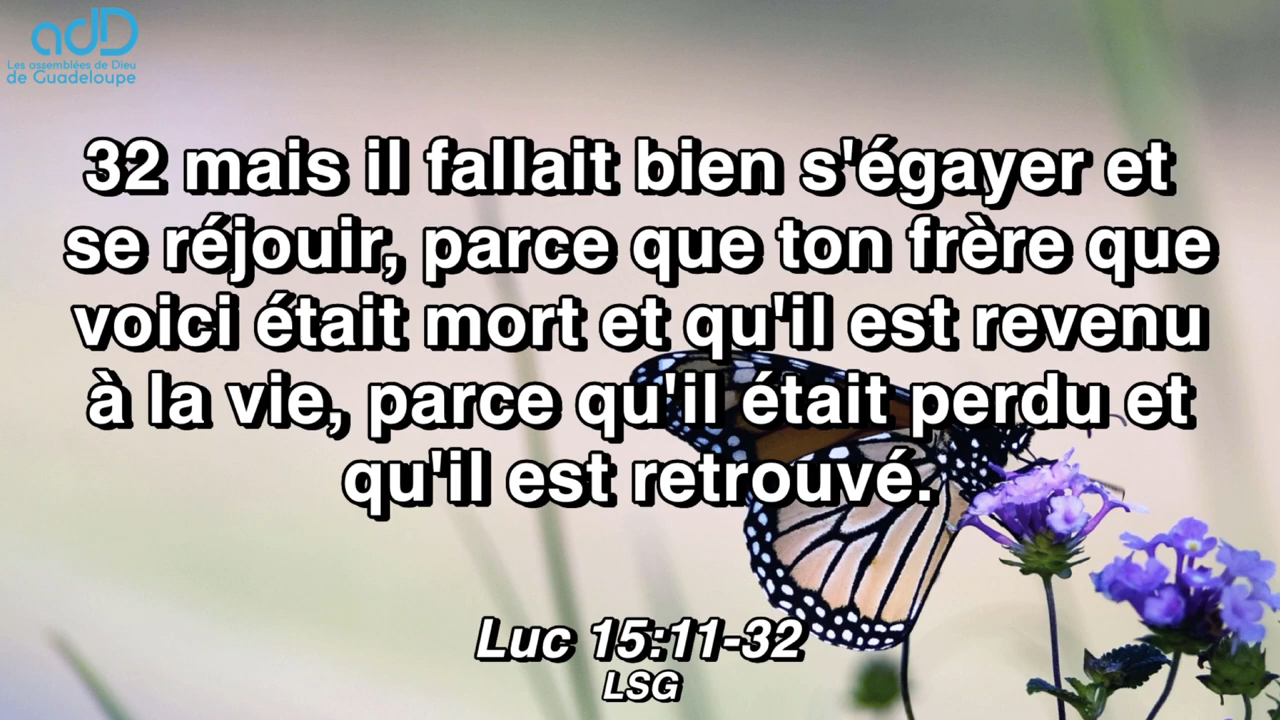 adD
Les assemblées de Dieu
de Guadeloupe
32 mais il fallait bien s'égayer et
se réjouir, parce que ton frère que
voici était mort et qu'il est revenu
à la vie, parce qu'il était perdu et
qu'il est retrouvé.
Luc 15:11-32
LSG